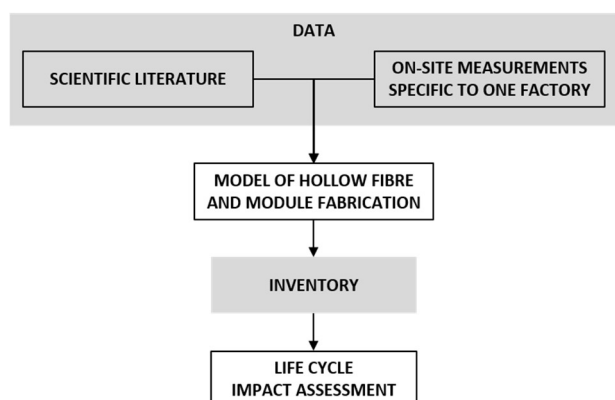 DATA
SCIENTIFIC LITERATURE
ON-SITE MEASUREMENTS
SPECIFIC TO ONE FACTORY
MODEL OF HOLLOW FIBRE
AND MODULE FABRICATION
INVENTORY
LIFE CYCLE
IMPACT ASSESSMENT